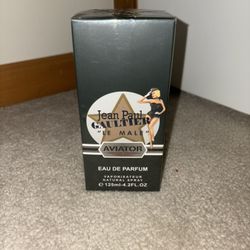 Jean Paul
GAULTIER
"LE MALE"
AVIATOR
EAU DE PARFUM
VAPORISATEUR
NATURAL SPRAY
℮ 125ml-4.2FL.OZ